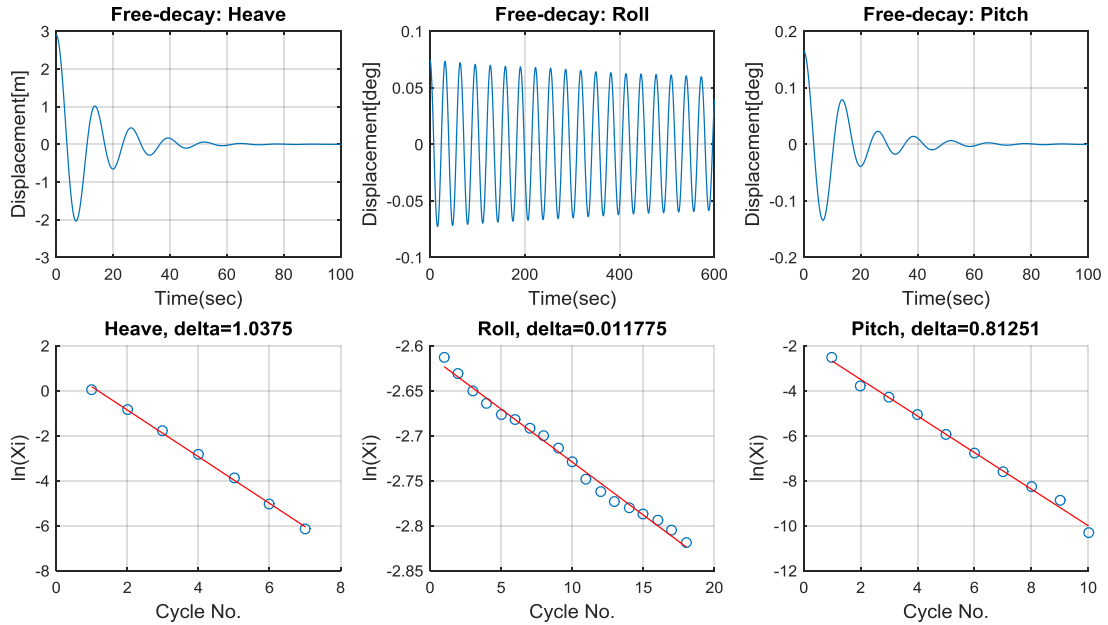 Free-decay: Heave
Displacement[m]
3
2
1
0
-1
-2
-3
0 20 40 60 80 100
Time(sec)
Free-decay: Roll
Displacement[deg]
0.1
0.05
0
-0.05
-0.1
0 200 400 600
Time(sec)
Free-decay: Pitch
Displacement[deg]
0.2
0.1
0
-0.1
-0.2
0 20 40 60 80 100
Time(sec)
Heave, delta=1.0375
ln(Xi)
2
0
-2
-4
-6
-8
0 2 4 6 8
Cycle No.
Roll, delta=0.011775
ln(Xi)
-2.6
-2.65
-2.7
-2.75
-2.8
-2.85
0 5 10 15 20
Cycle No.
Pitch, delta=0.81251
ln(Xi)
-2
-4
-6
-8
-10
-12
0 2 4 6 8 10
Cycle No.